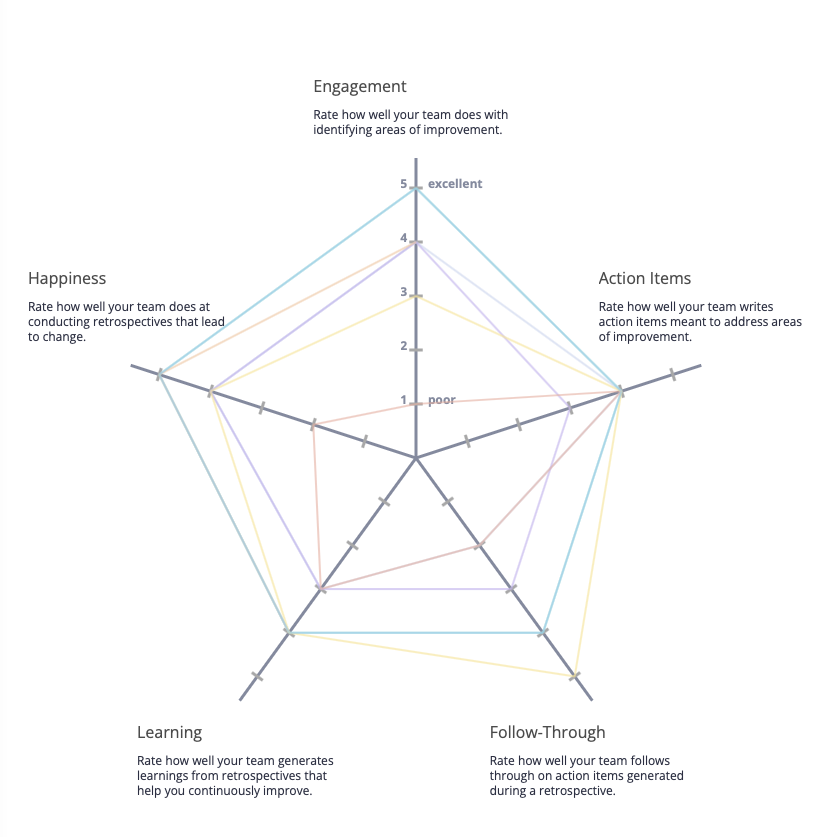 Engagement
Rate how well your team does with
identifying areas of improvement.
5 excellent
4
3
2
1 poor
Happiness
Rate how well your team does at
conducting retrospectives that lead
to change.
Action Items
Rate how well your team writes
action items meant to address areas
of improvement.
Learning
Rate how well your team generates
learnings from retrospectives that
help you continuously improve.
Follow-Through
Rate how well your team follows
through on action items generated
during a retrospective.